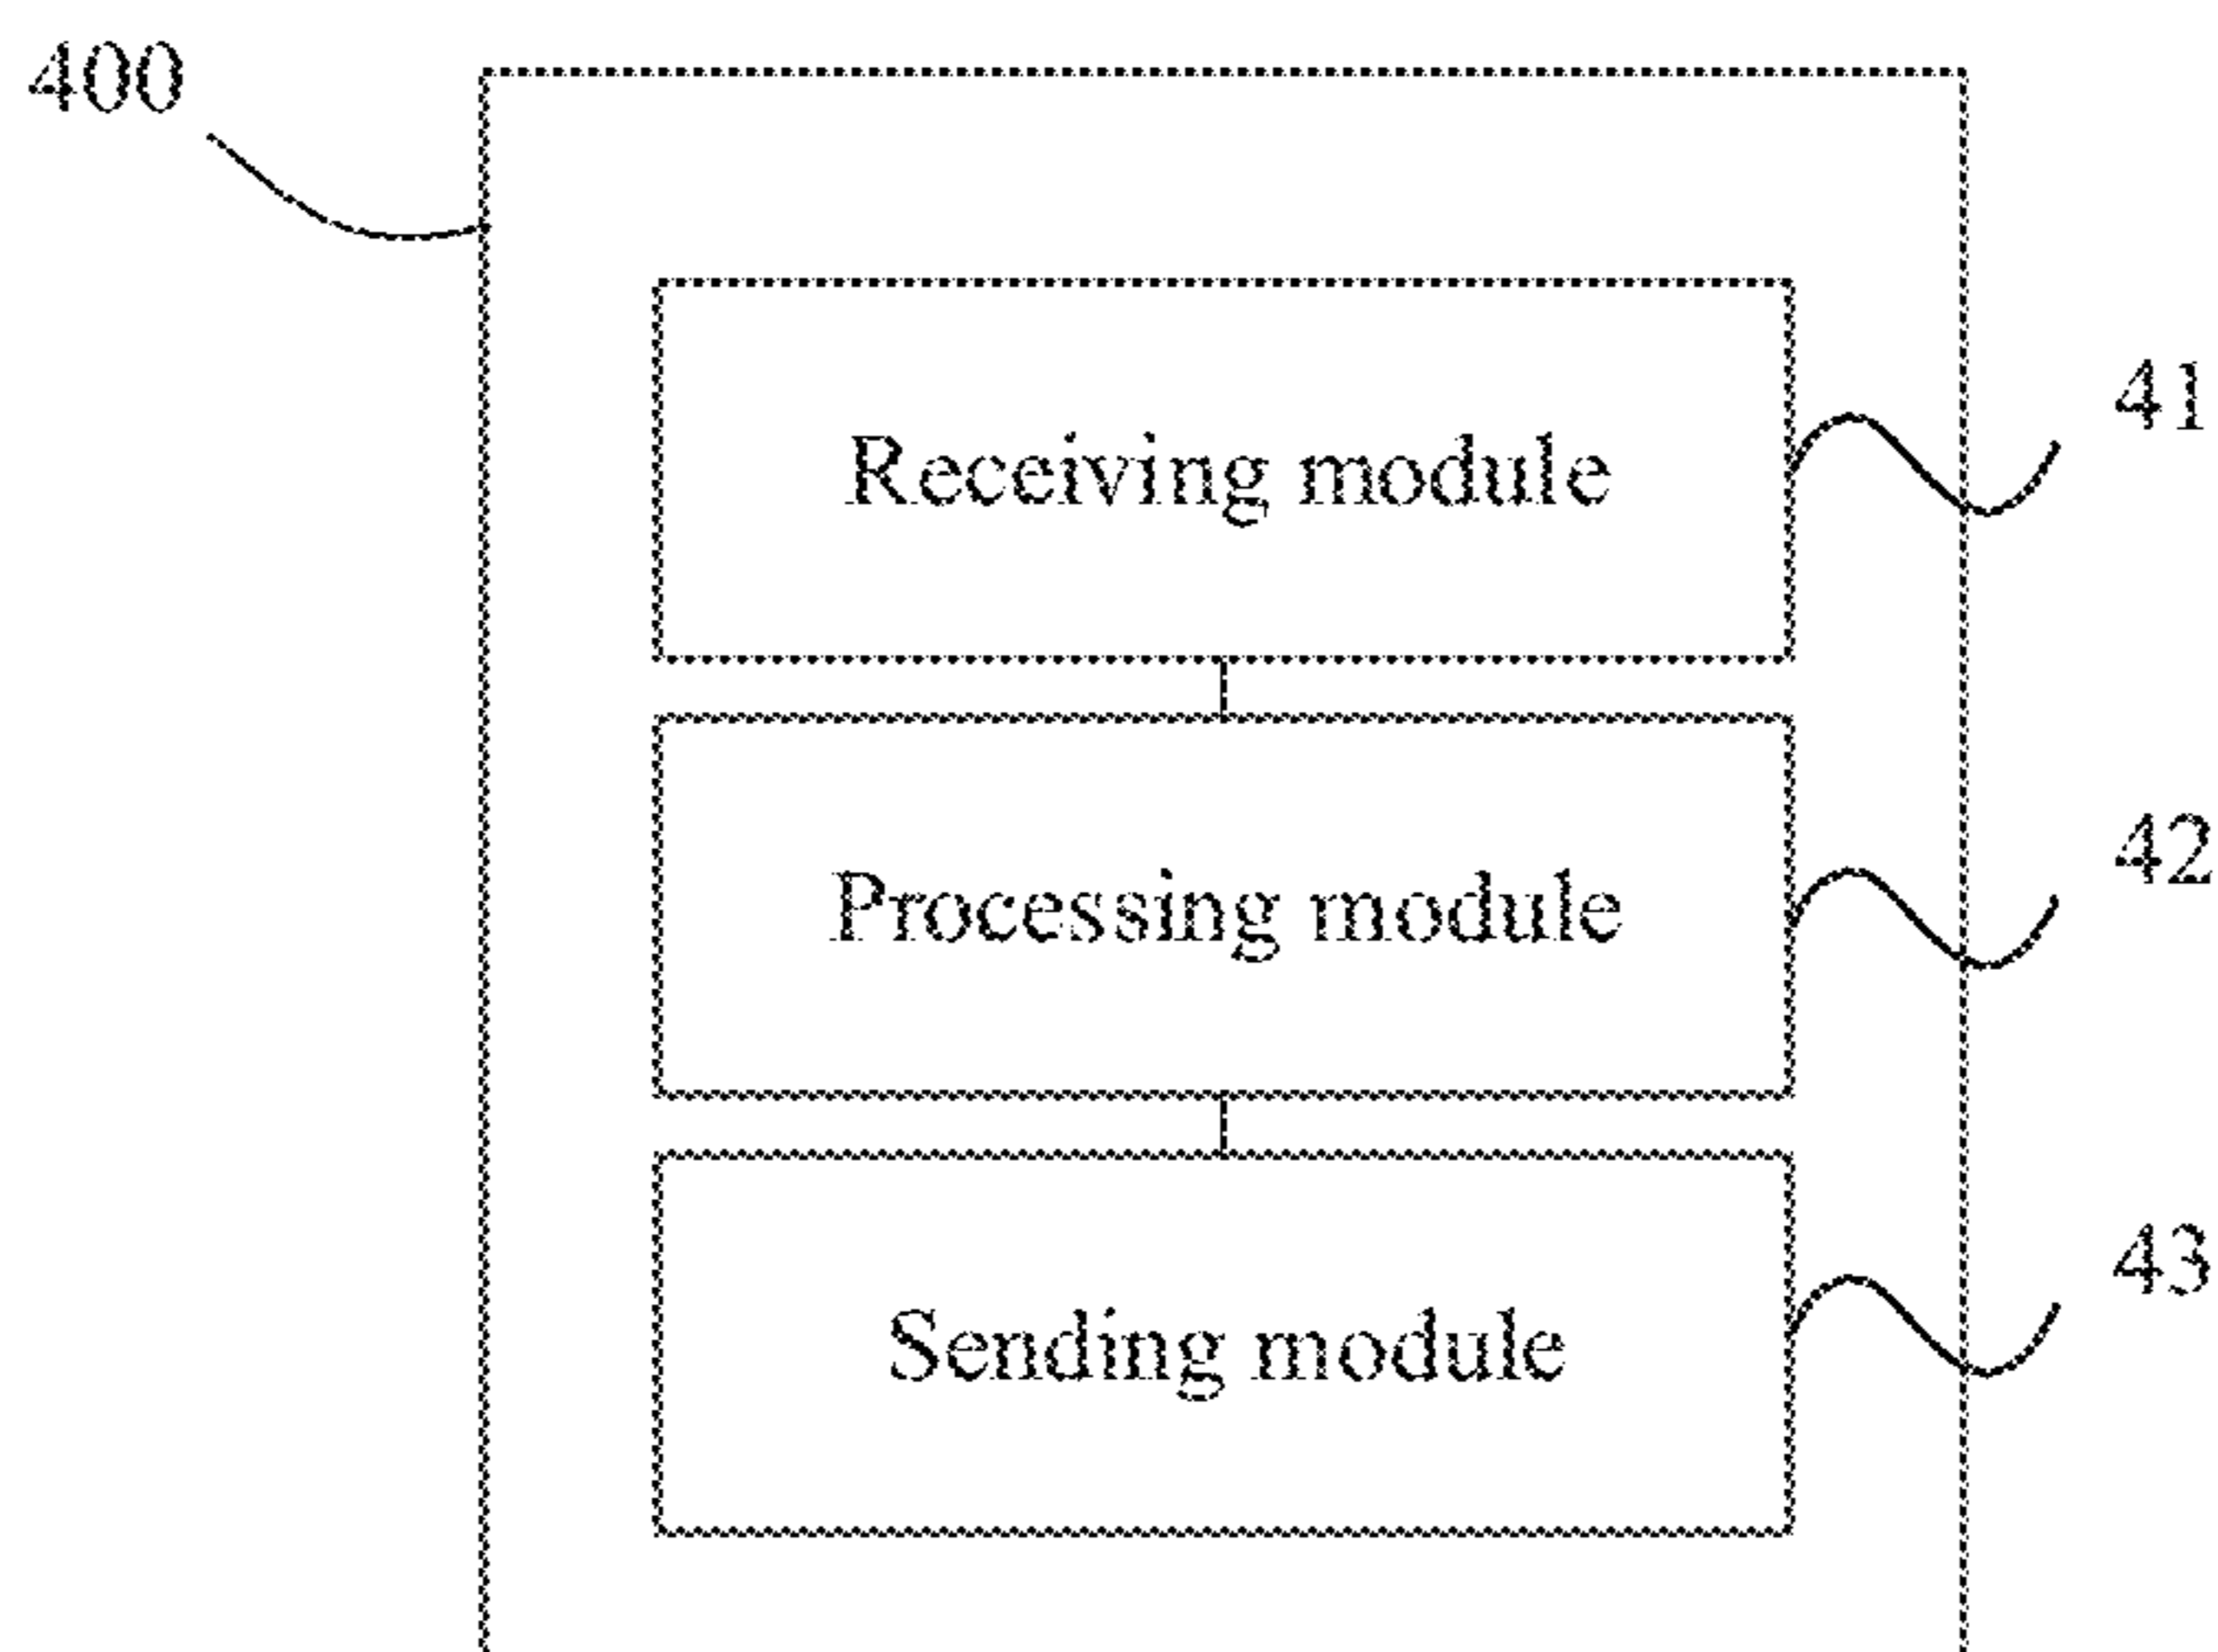 400
Receiving module
41
Processing module
42
Sending module
43